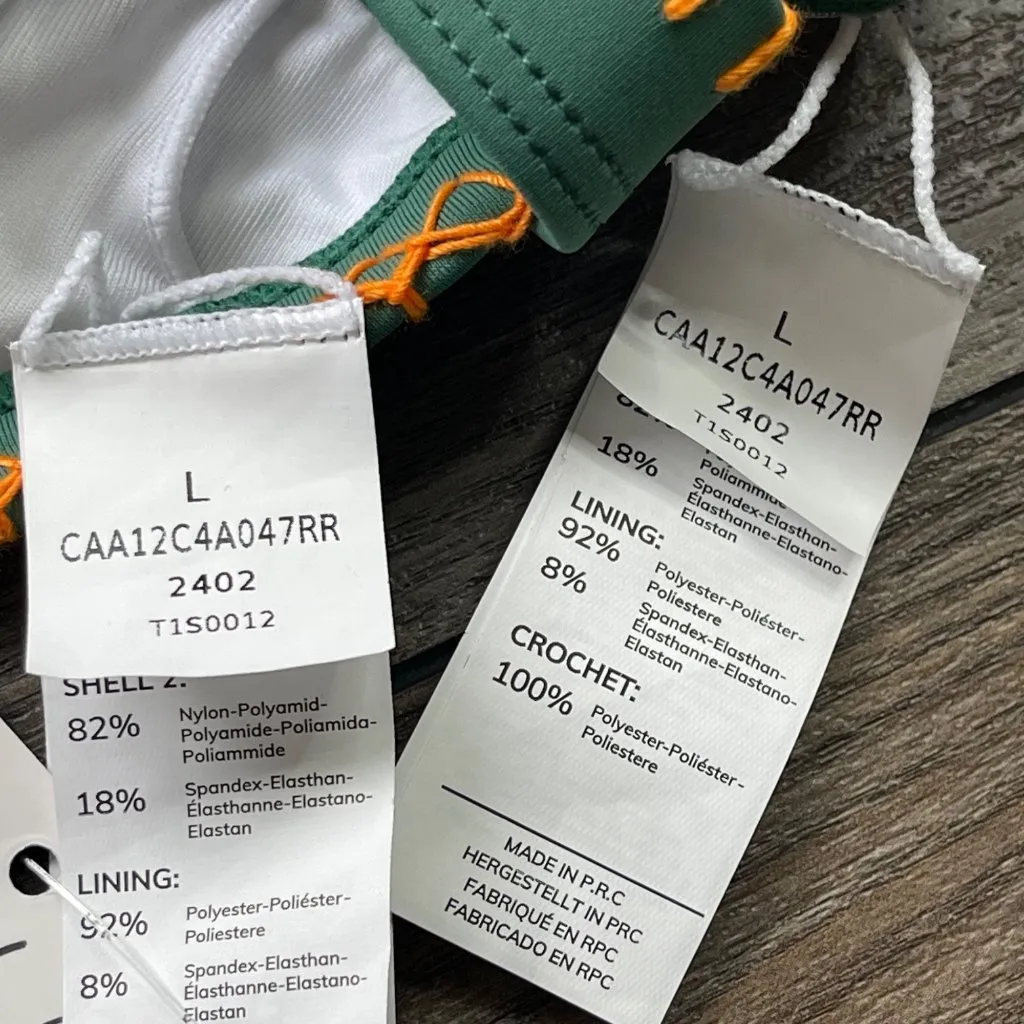 L
CAA12C4A047RR
2402
T1S0012
SHELL 2:
82% Nylon-Polyamid-
Polyamide-Poliamida-
Poliammide
18% Spandex-Elasthan-
Élasthanne-Elastano-
Elastan
LINING:
92% Polyester-Poliéster-
Poliestere
8% Spandex-Elasthan-
Élasthanne-Elastano-
Elastan
L
CAA12C4A047RR
2402
T1S0012
Poliammide
18% Spandex-Elasthan-
Élasthanne-Elastano-
Elastan
LINING:
92% Polyester-Poliéster-
Poliestere
8% Spandex-Elasthan-
Élasthanne-Elastano-
Elastan
CROCHET:
100% Polyester-Poliéster-
Poliestere
MADE IN P.R.C
HERGESTELLT IN PRC
FABRIQUÉ EN RPC
FABRICADO EN RPC